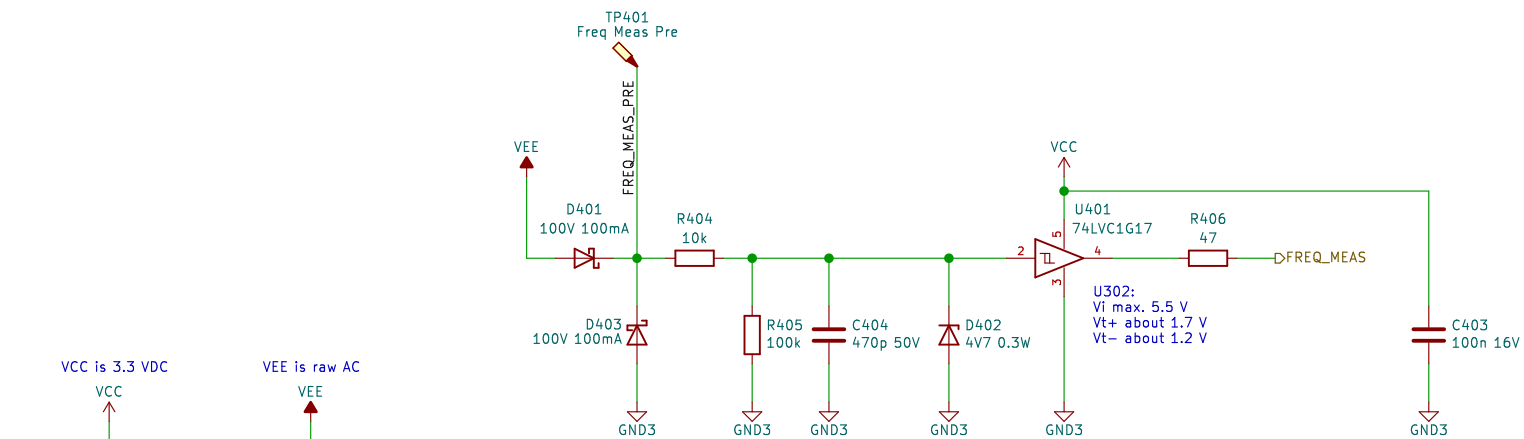 TP401
Freq Meas Pre
FREQ_MEAS_PRE
VEE
VCC
D401
100V 100mA
R404
10k
U401
74LVC1G17
R406
47
5
2
4
3
FREQ_MEAS
U302:
Vi max. 5.5 V
Vt+ about 1.7 V
Vt- about 1.2 V
D403
100V 100mA
R405
100k
C404
470p 50V
D402
4V7 0.3W
C403
100n 16V
VCC is 3.3 VDC
VEE is raw AC
VCC
VEE
GND3
GND3
GND3
GND3
GND3
GND3